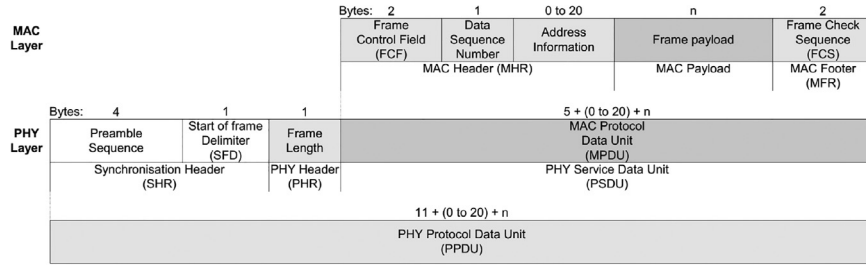 Bytes: 2 1 0 to 20 n 2
MAC Layer
Frame Control Field (FCF)
Data Sequence Number
Address Information
Frame payload
Frame Check Sequence (FCS)
MAC Header (MHR)
MAC Payload
MAC Footer (MFR)
Bytes: 4 1 1 5 + (0 to 20) + n
PHY Layer
Preamble Sequence
Start of frame Delimiter (SFD)
Frame Length
MAC Protocol Data Unit (MPDU)
Synchronisation Header (SHR)
PHY Header (PHR)
PHY Service Data Unit (PSDU)
11 + (0 to 20) + n
PHY Protocol Data Unit (PPDU)